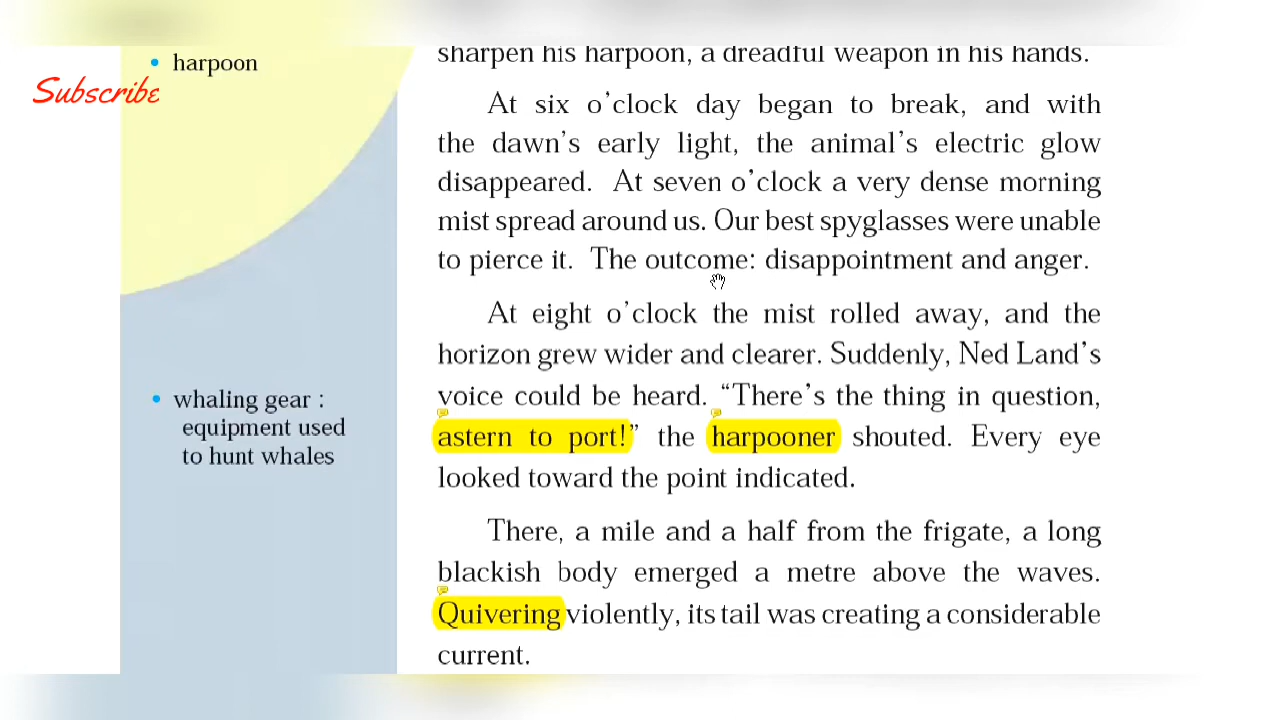 • harpoon
Subscribe
• whaling gear :
equipment used
to hunt whales
sharpen his harpoon, a dreadful weapon in his hands.
At six o’clock day began to break, and with
the dawn’s early light, the animal’s electric glow
disappeared. At seven o’clock a very dense morning
mist spread around us. Our best spyglasses were unable
to pierce it. The outcome: disappointment and anger.
At eight o’clock the mist rolled away, and the
horizon grew wider and clearer. Suddenly, Ned Land’s
voice could be heard. “There’s the thing in question,
astern to port!” the harpooner shouted. Every eye
looked toward the point indicated.
There, a mile and a half from the frigate, a long
blackish body emerged a metre above the waves.
Quivering violently, its tail was creating a considerable
current.